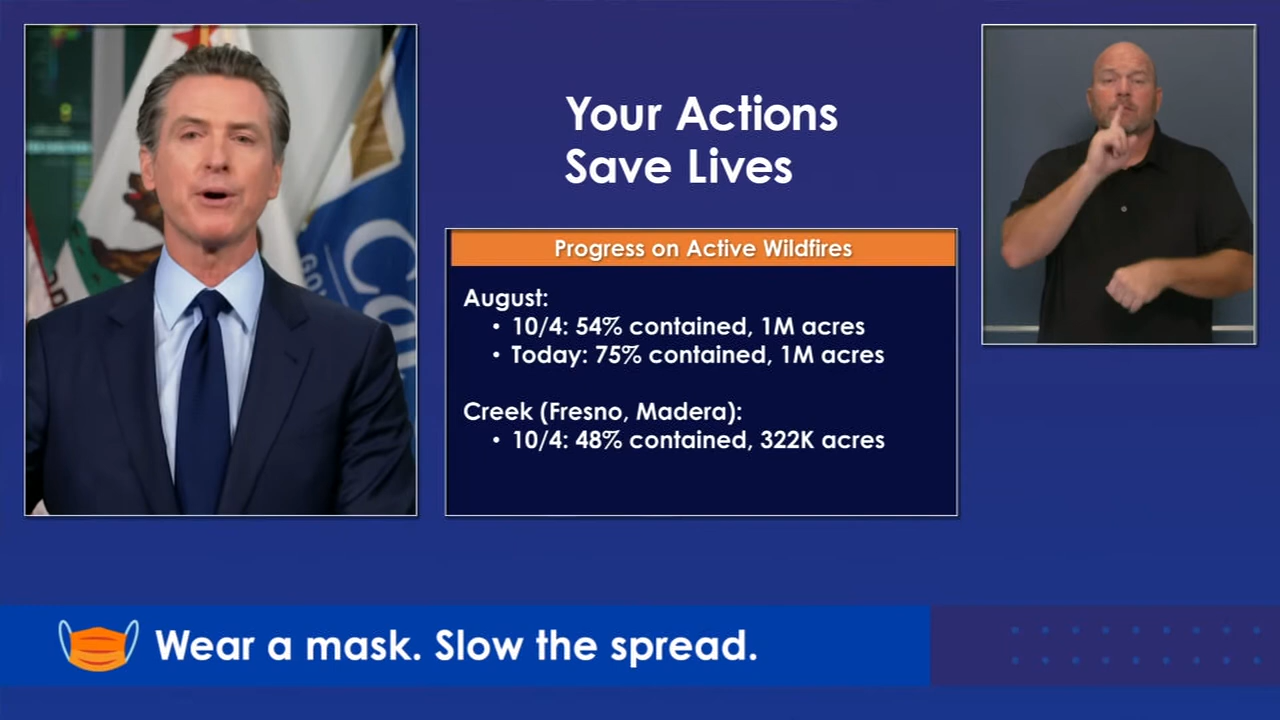 Your Actions
Save Lives
Progress on Active Wildfires
August:
• 10/4: 54% contained, 1M acres
• Today: 75% contained, 1M acres
Creek (Fresno, Madera):
• 10/4: 48% contained, 322K acres
Wear a mask. Slow the spread.